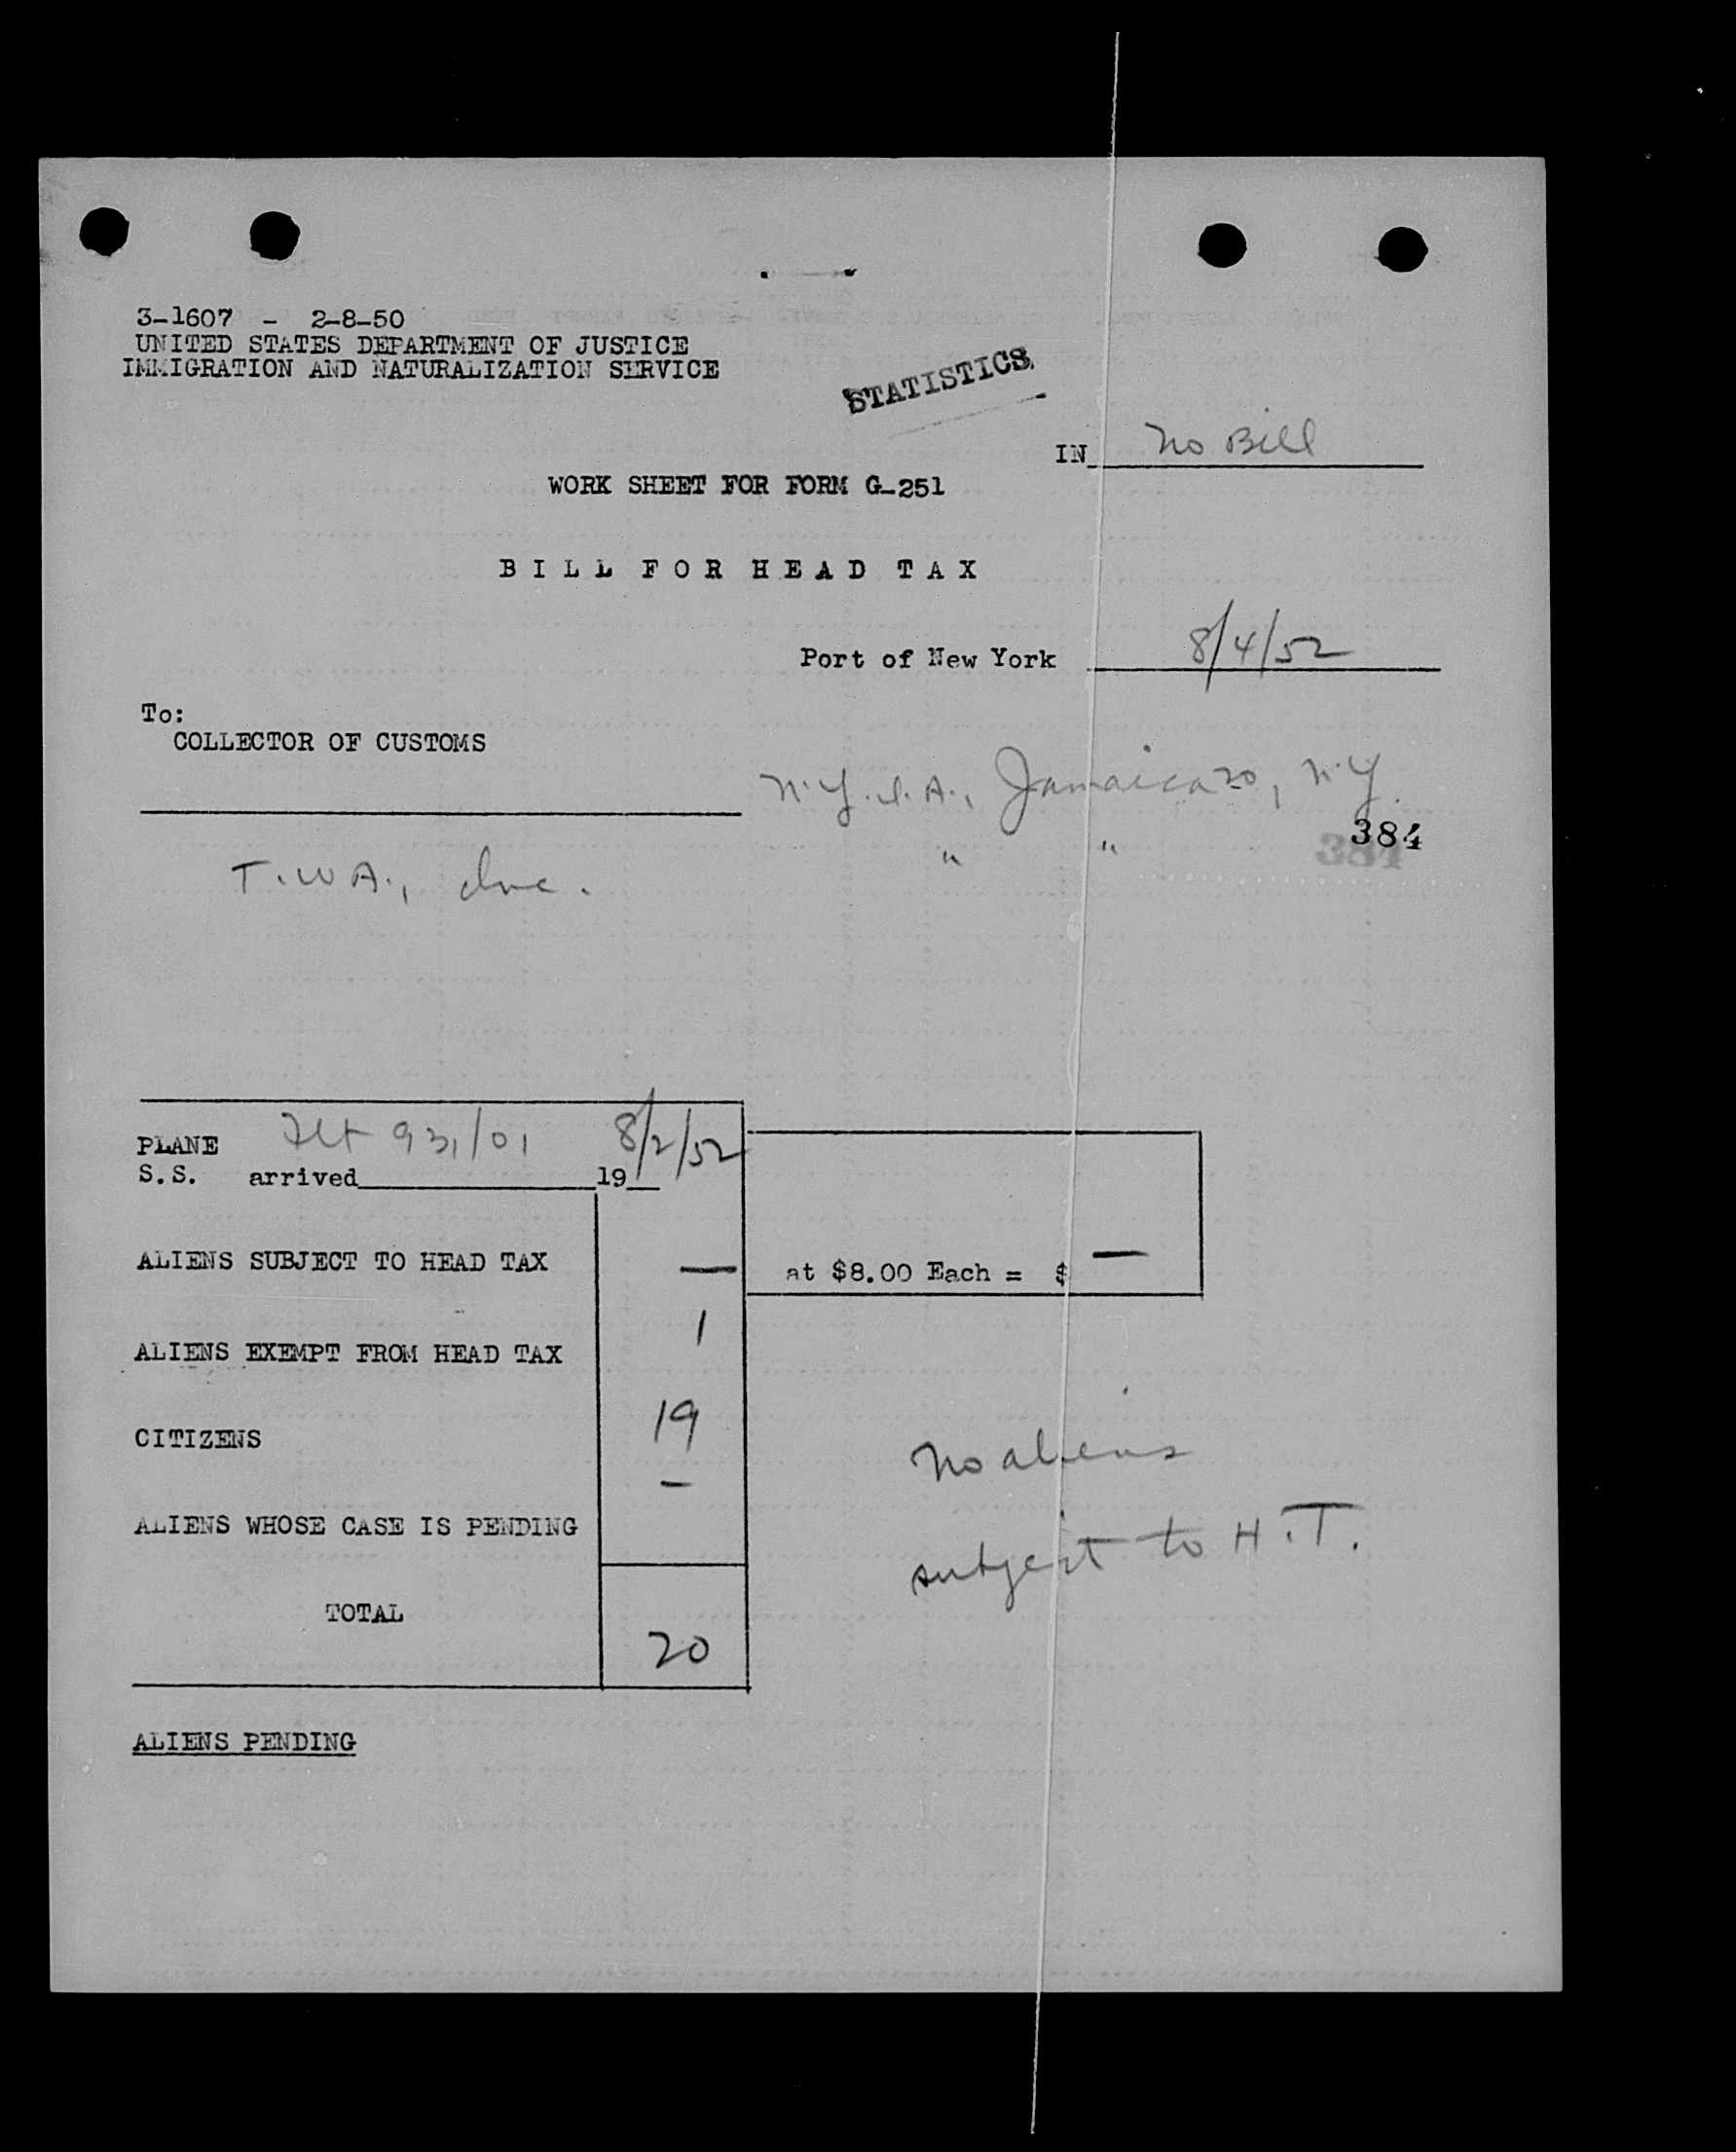 3-1607 - 2-8-50
UNITED STATES DEPARTMENT OF JUSTICE
IMMIGRATION AND NATURALIZATION SERVICE
STATISTICS
IN No Bill
WORK SHEET FOR FORM G-251
BILL FOR HEAD TAX
Port of New York 8/4/52
To:
COLLECTOR OF CUSTOMS
N.Y.I.A., Jamaica 20, N.Y.
384
T.W.A., Inc. " "
PLANE Flt 931/01 8/2/52
S.S. arrived 19
ALIENS SUBJECT TO HEAD TAX — at $8.00 Each = $ —
ALIENS EXEMPT FROM HEAD TAX 1
CITIZENS 19
ALIENS WHOSE CASE IS PENDING —
No aliens
subject to H.T.
TOTAL 20
ALIENS PENDING